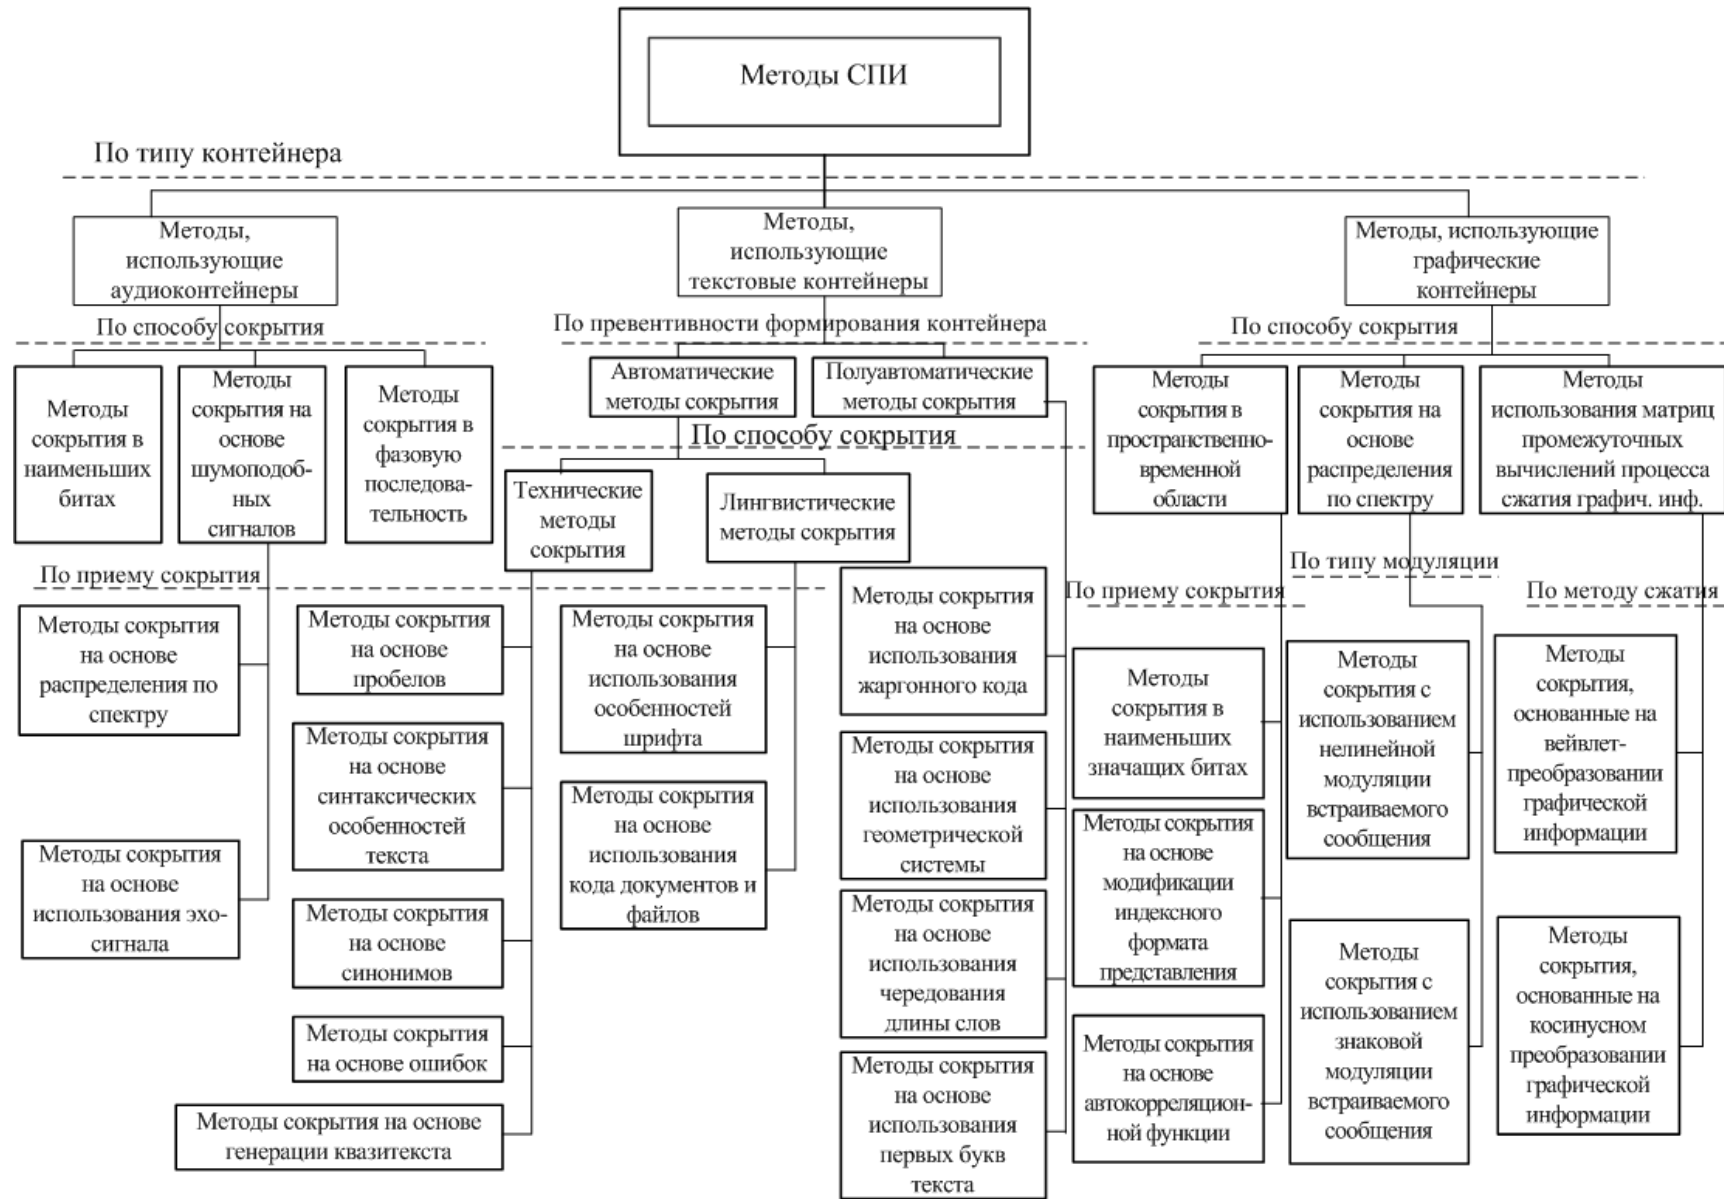 Методы СПИ
По типу контейнера
Методы,
использующие
аудиоконтейнеры
Методы,
использующие
текстовые контейнеры
Методы, использующие
графические
контейнеры
По способу сокрытия
По превентивности формирования контейнера
По способу сокрытия
Методы
сокрытия в
наименьших
битах
Методы
сокрытия на
основе
шумоподоб-
ных
сигналов
Методы
сокрытия в
фазовую
последова-
тельность
Автоматические
методы сокрытия
Полуавтоматические
методы сокрытия
Методы
сокрытия в
пространственно-
временной
области
Методы
сокрытия на
основе
распределения
по спектру
Методы
использования матриц
промежуточных
вычислений процесса
сжатия графич. инф.
По способу сокрытия
Технические
методы
сокрытия
Лингвистические
методы сокрытия
По приему сокрытия
По приему сокрытия
По типу модуляции
По методу сжатия
Методы сокрытия
на основе
распределения по
спектру
Методы сокрытия
на основе
использования эхо-
сигнала
Методы сокрытия
на основе
пробелов
Методы сокрытия
на основе
синтаксических
особенностей
текста
Методы сокрытия
на основе
синонимов
Методы сокрытия
на основе ошибок
Методы сокрытия на основе
генерации квазитекста
Методы сокрытия
на основе
использования
особенностей
шрифта
Методы сокрытия
на основе
использования
кода документов и
файлов
Методы сокрытия
на основе
использования
жаргонного кода
Методы сокрытия
на основе
использования
геометрической
системы
Методы сокрытия
на основе
использования
чередования
длины слов
Методы сокрытия
на основе
использования
первых букв
текста
Методы
сокрытия в
наименьших
значащих битах
Методы сокрытия
на основе
модификации
индексного
формата
представления
Методы сокрытия
на основе
автокорреляцион-
ной функции
Методы
сокрытия с
использованием
нелинейной
модуляции
встраиваемого
сообщения
Методы
сокрытия с
использованием
знаковой
модуляции
встраиваемого
сообщения
Методы
сокрытия,
основанные на
вейвлет-
преобразовании
графической
информации
Методы
сокрытия,
основанные на
косинусном
преобразовании
графической
информации